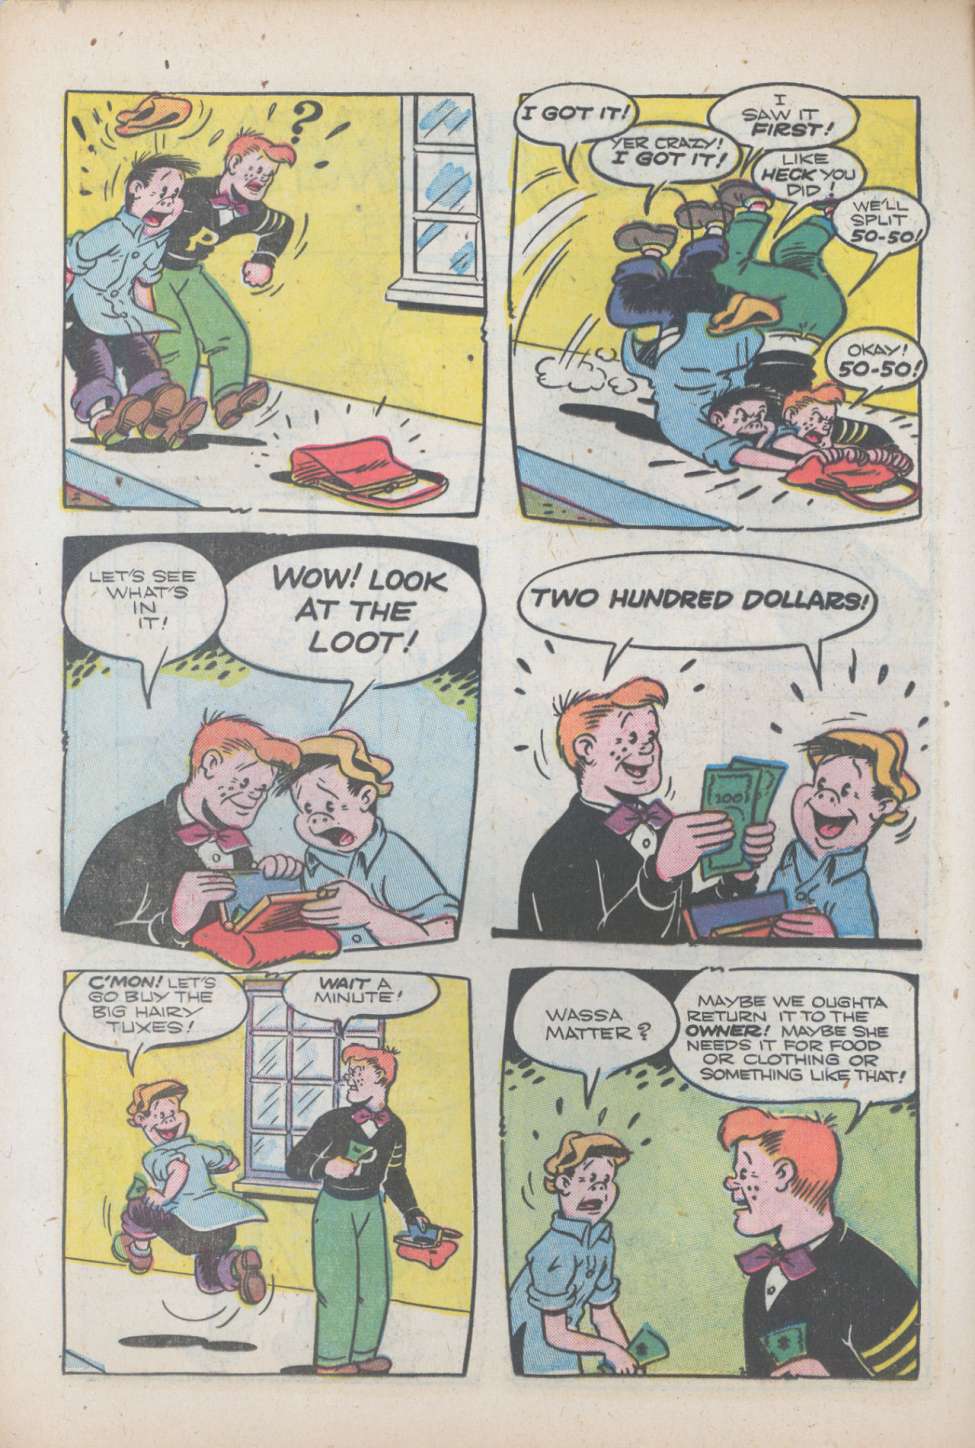 ?
P
I GOT IT!
YER CRAZY!
I GOT IT!
I
SAW IT
FIRST!
LIKE
HECK YOU
DID!
WE'LL
SPLIT
50-50!
OKAY!
50-50!
LET'S SEE
WHAT'S
IN
IT!
WOW! LOOK
AT THE
LOOT!
TWO HUNDRED DOLLARS!
100
C'MON! LET'S
GO BUY THE
BIG HAIRY
TUXES!
WAIT A
MINUTE!
WASSA
MATTER?
MAYBE WE OUGHTA
RETURN IT TO THE
OWNER! MAYBE SHE
NEEDS IT FOR FOOD
OR CLOTHING OR
SOMETHING LIKE THAT!